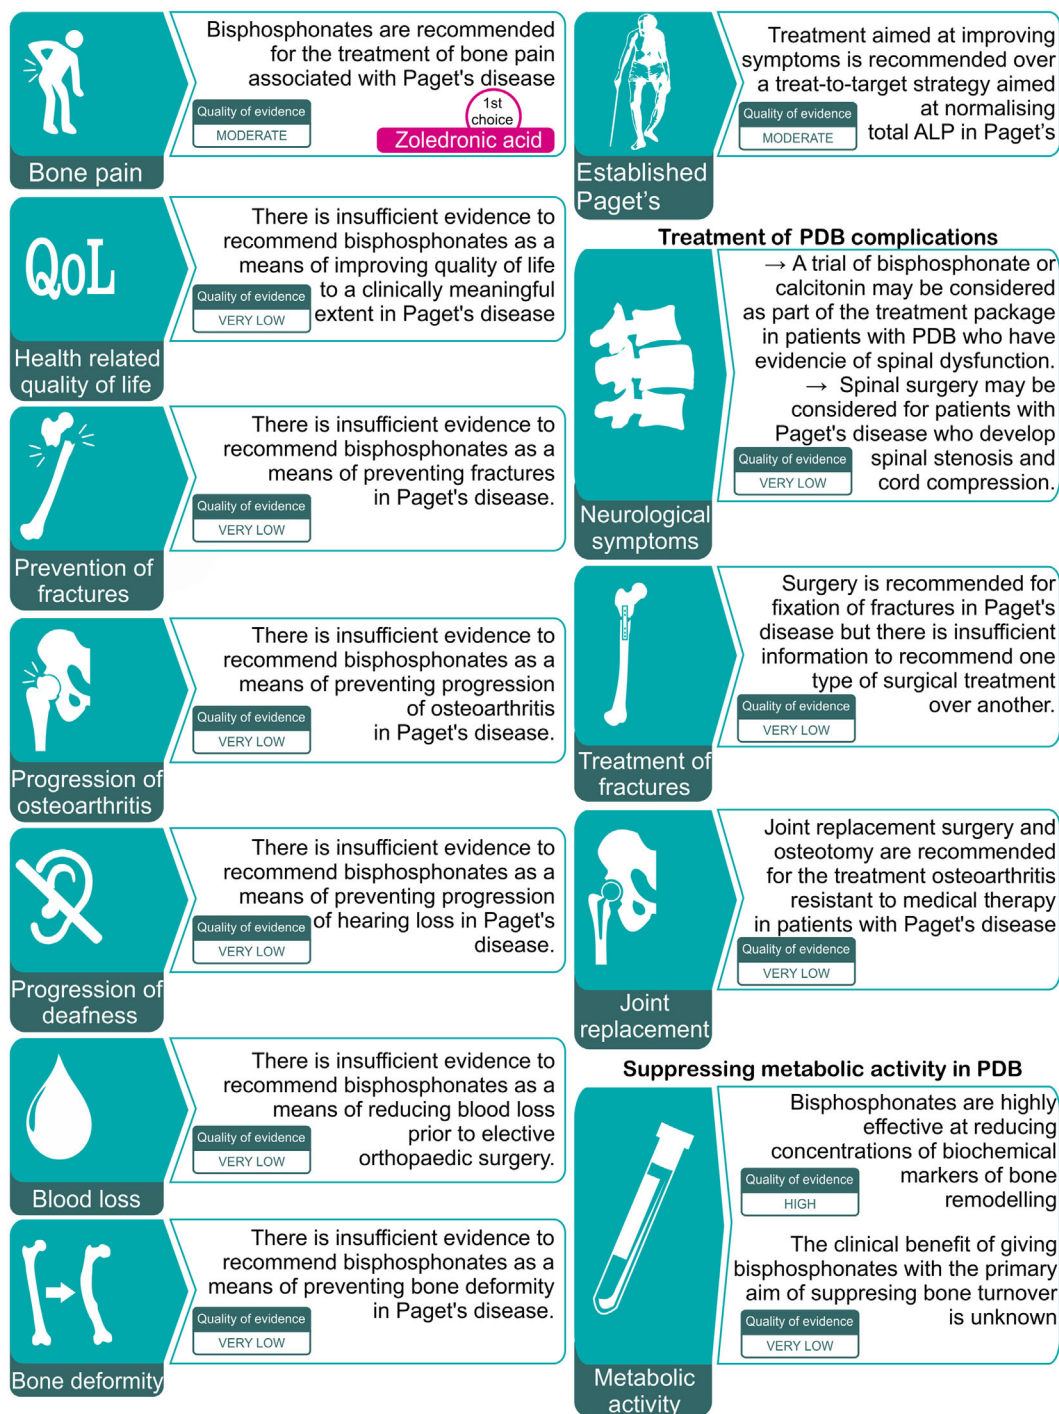 Bisphosphonates are recommended
for the treatment of bone pain
associated with Paget's disease
Quality of evidence
MODERATE
1st
choice
Zoledronic acid
Bone pain
There is insufficient evidence to
recommend bisphosphonates as a
means of improving quality of life
to a clinically meaningful
extent in Paget's disease
Quality of evidence
VERY LOW
QoL
Health related
quality of life
There is insufficient evidence to
recommend bisphosphonates as a
means of preventing fractures
in Paget's disease.
Quality of evidence
VERY LOW
Prevention of
fractures
There is insufficient evidence to
recommend bisphosphonates as a
means of preventing progression
of osteoarthritis
in Paget's disease.
Quality of evidence
VERY LOW
Progression of
osteoarthritis
There is insufficient evidence to
recommend bisphosphonates as a
means of preventing progression
of hearing loss in Paget's
disease.
Quality of evidence
VERY LOW
Progression of
deafness
There is insufficient evidence to
recommend bisphosphonates as a
means of reducing blood loss
prior to elective
orthopaedic surgery.
Quality of evidence
VERY LOW
Blood loss
There is insufficient evidence to
recommend bisphosphonates as a
means of preventing bone deformity
in Paget's disease.
Quality of evidence
VERY LOW
Bone deformity
Treatment aimed at improving
symptoms is recommended over
a treat-to-target strategy aimed
at normalising
total ALP in Paget's
Quality of evidence
MODERATE
Established
Paget's
Treatment of PDB complications
→ A trial of bisphosphonate or
calcitonin may be considered
as part of the treatment package
in patients with PDB who have
evidencie of spinal dysfunction.
→ Spinal surgery may be
considered for patients with
Paget's disease who develop
spinal stenosis and
cord compression.
Quality of evidence
VERY LOW
Neurological
symptoms
Surgery is recommended for
fixation of fractures in Paget's
disease but there is insufficient
information to recommend one
type of surgical treatment
over another.
Quality of evidence
VERY LOW
Treatment of
fractures
Joint replacement surgery and
osteotomy are recommended
for the treatment osteoarthritis
resistant to medical therapy
in patients with Paget's disease
Quality of evidence
VERY LOW
Joint
replacement
Suppressing metabolic activity in PDB
Bisphosphonates are highly
effective at reducing
concentrations of biochemical
markers of bone
remodelling
Quality of evidence
HIGH
The clinical benefit of giving
bisphosphonates with the primary
aim of suppresing bone turnover
is unknown
Quality of evidence
VERY LOW
Metabolic
activity